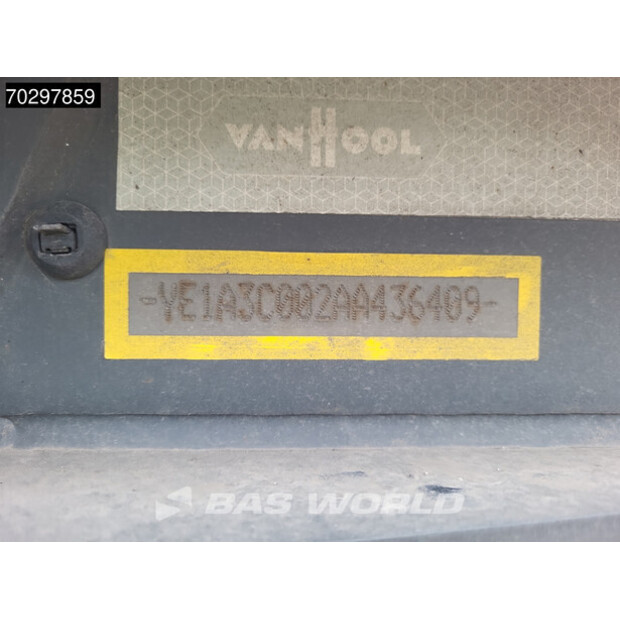 70297859
VANHOOL
-YE1A3C002AA436409-
BAS WORLD